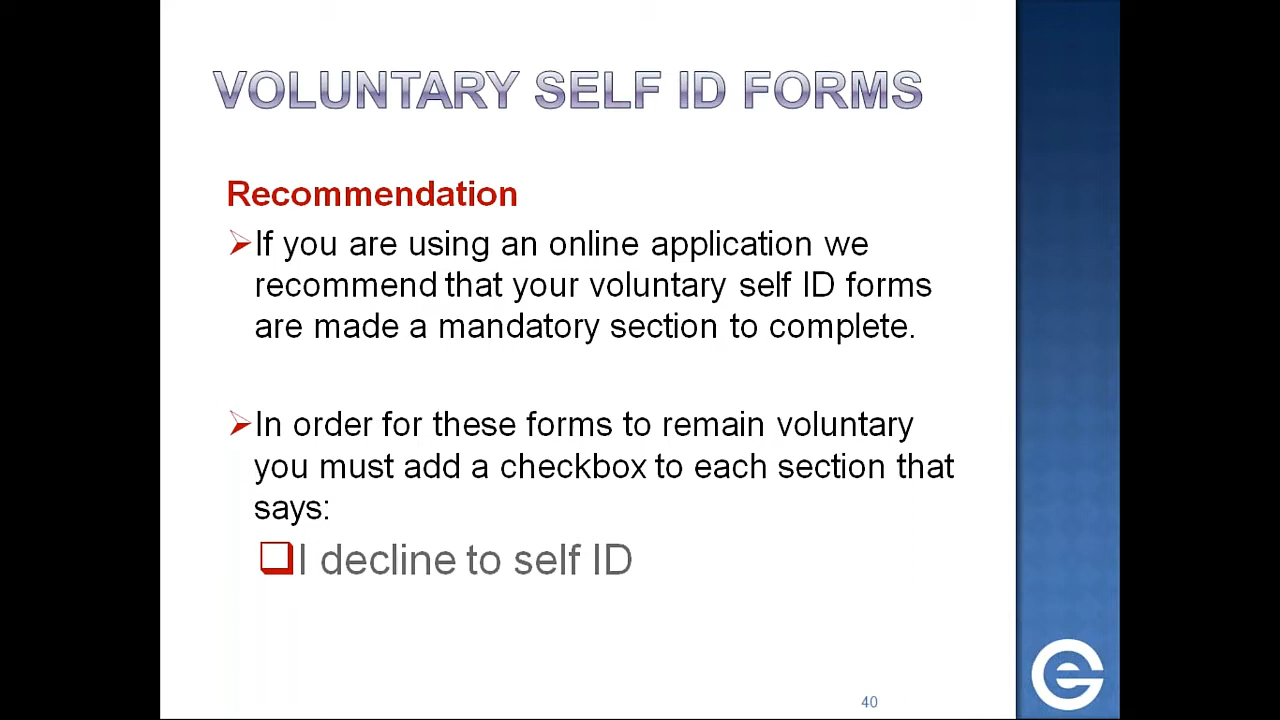 VOLUNTARY SELF ID FORMS
Recommendation
If you are using an online application we
recommend that your voluntary self ID forms
are made a mandatory section to complete.
In order for these forms to remain voluntary
you must add a checkbox to each section that
says:
I decline to self ID
40